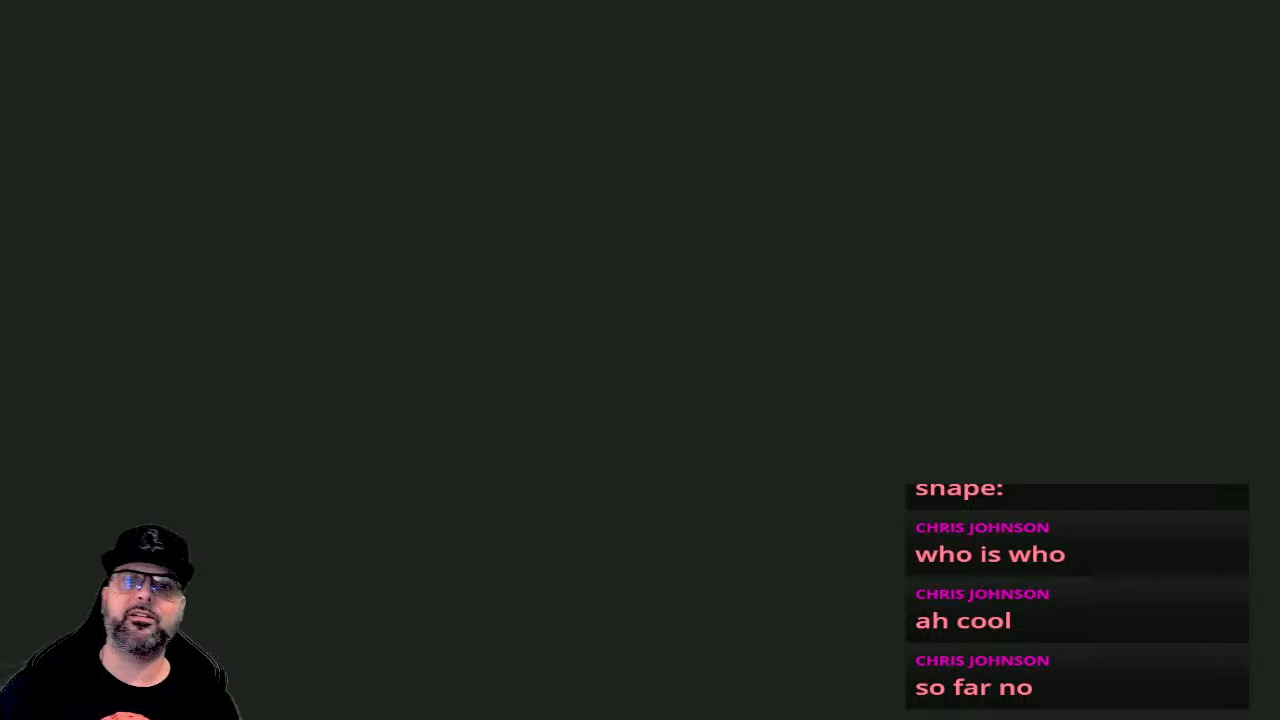 snape:
CHRIS JOHNSON
who is who
CHRIS JOHNSON
ah cool
CHRIS JOHNSON
so far no